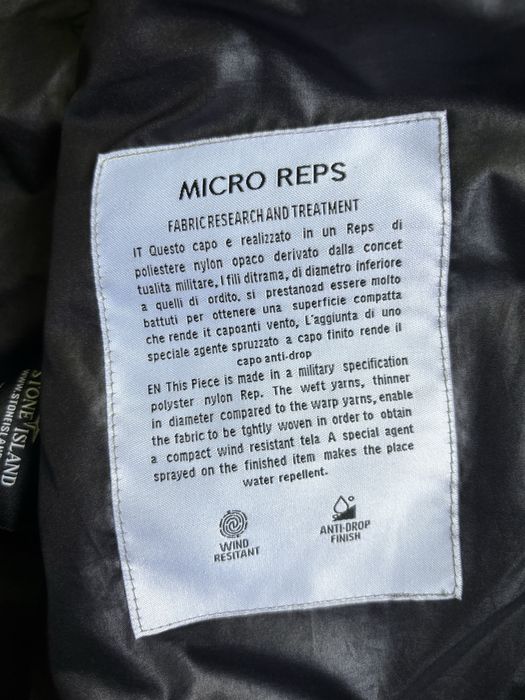 MICRO REPS
FABRIC RESEARCH AND TREATMENT
IT Questo capo e realizzato in un Reps di
poliestere nylon opaco derivato dalla concet
tualita militare, I fili ditrama, di diametro inferiore
a quelli di ordito. si prestanoad essere molto
battuti per ottenere una superficie compatta
che rende it capoanti vento, L'aggiunta di uno
speciale agente spruzzato a capo finito rende il
capo anti-drop
EN This Piece is made in a military specification
polyster nylon Rep. The weft yarns, thinner
in diameter compared to the warp yarns, enable
the fabric to be tghtly woven in order to obtain
a compact wind resistant tela A special agent
sprayed on the finished item makes the place
water repellent.
WIND
RESITANT
ANTI-DROP
FINISH
STONE ISLAND